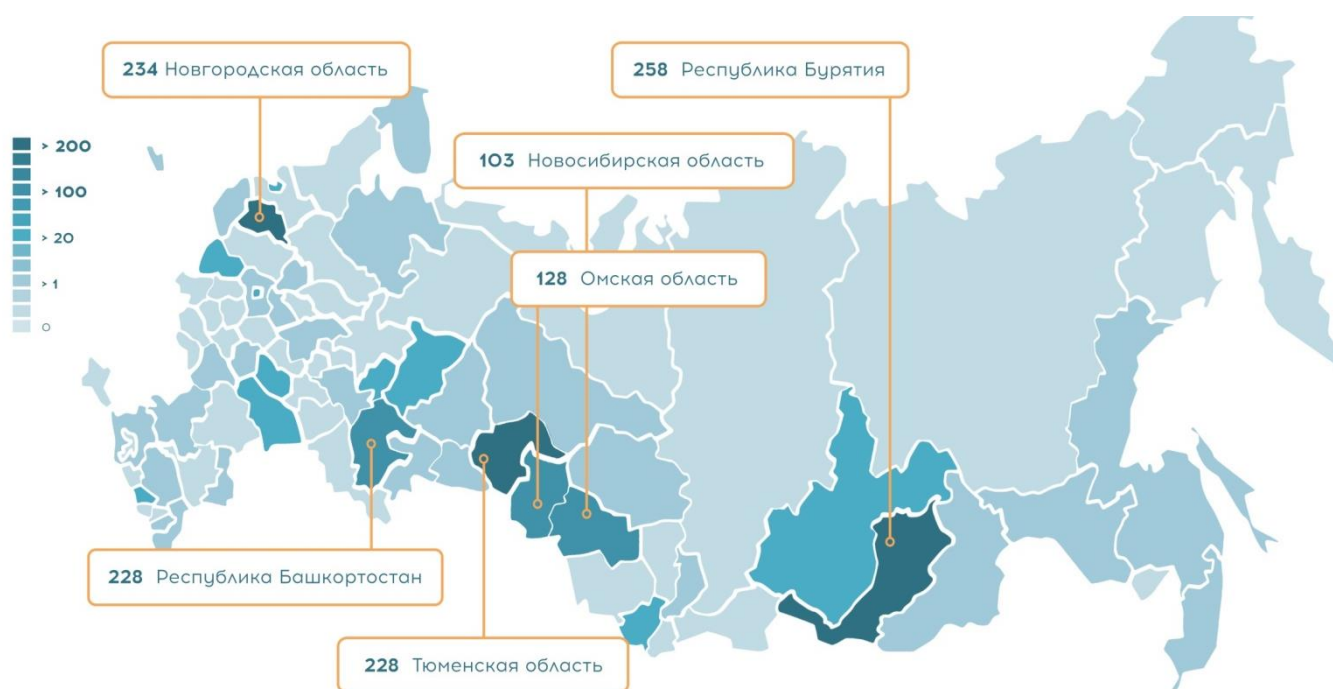 234 Новгородская область
258 Республика Бурятия
> 200
> 100
> 20
> 1
0
103 Новосибирская область
128 Омская область
228 Республика Башкортостан
228 Тюменская область